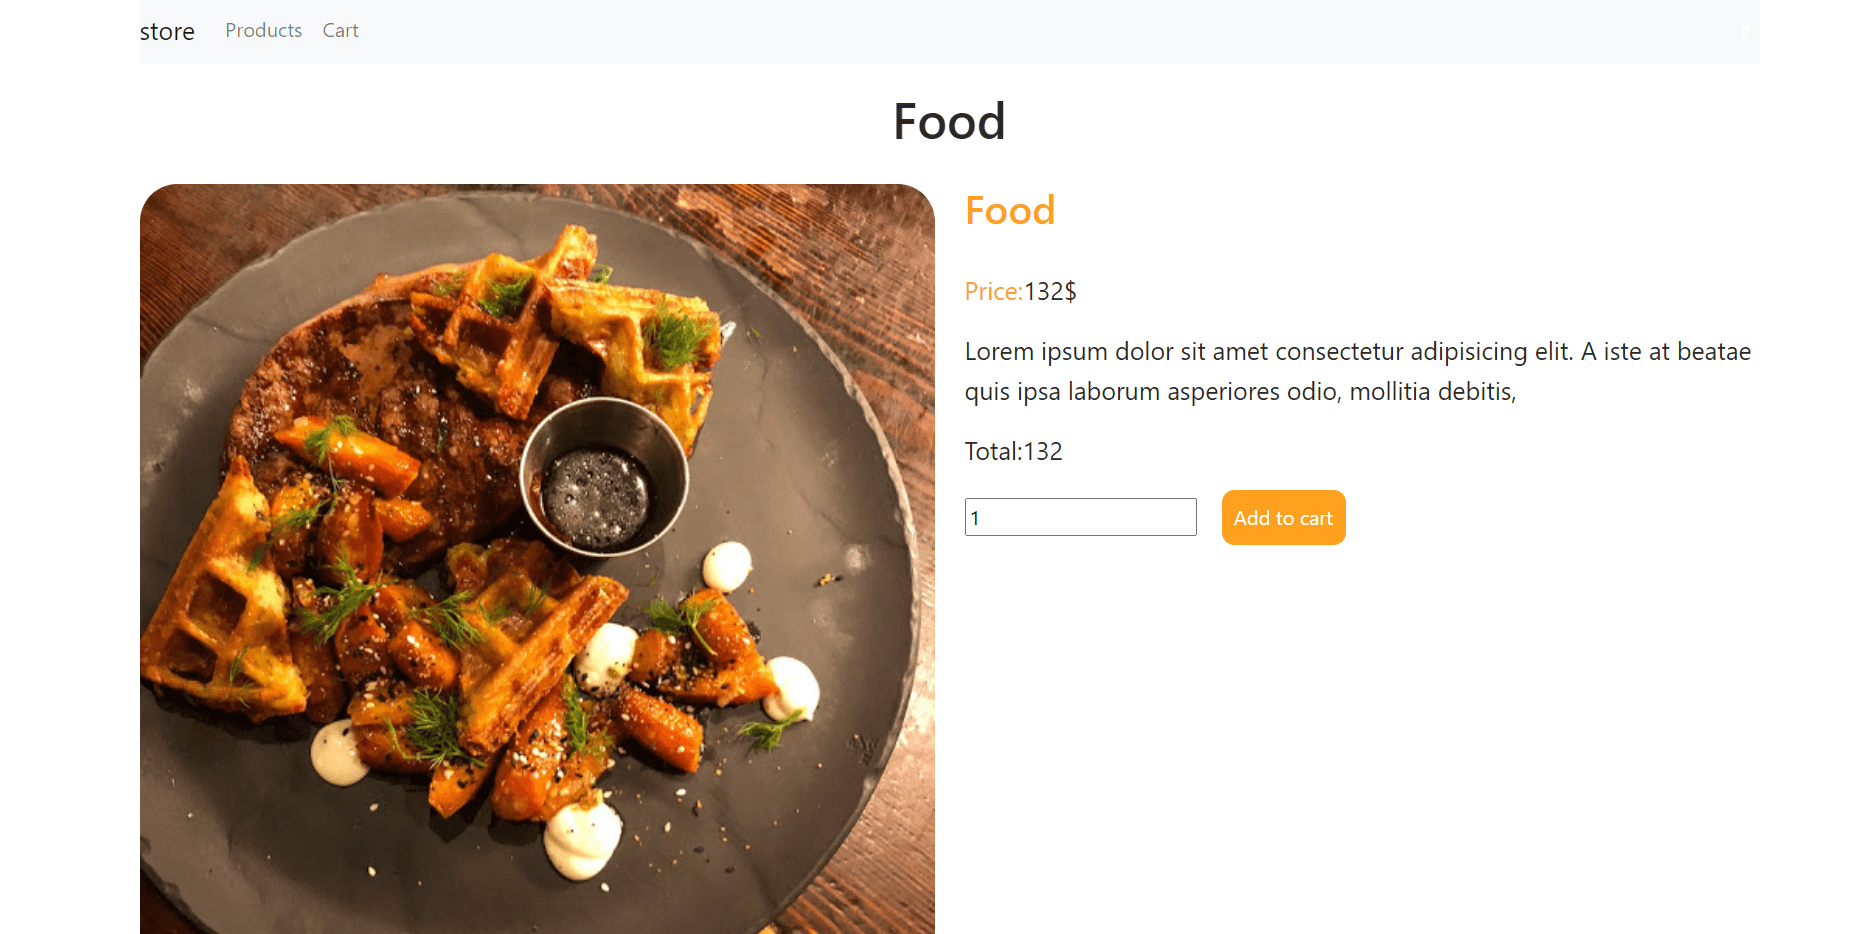 store Products Cart
Food
Food
Price:132$
Lorem ipsum dolor sit amet consectetur adipisicing elit. A iste at beatae
quis ipsa laborum asperiores odio, mollitia debitis,
Total:132
1 Add to cart